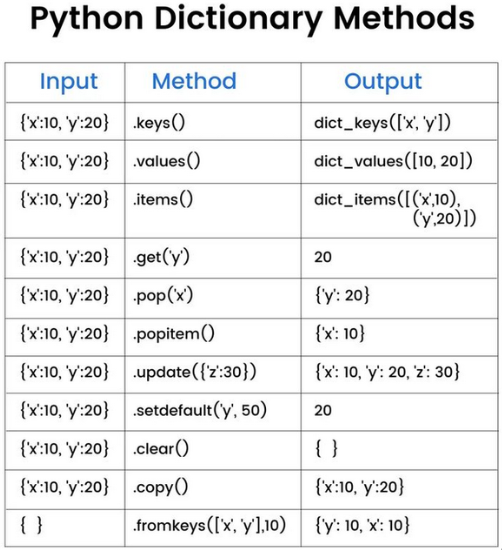 Python Dictionary Methods
Input Method Output
{'x':10, 'y':20} .keys() dict_keys(['x', 'y'])
{'x':10, 'y':20} .values() dict_values([10, 20])
{'x':10, 'y':20} .items() dict_items([('x',10),
('y',20)])
{'x':10, 'y':20} .get('y') 20
{'x':10, 'y':20} .pop('x') {'y': 20}
{'x':10, 'y':20} .popitem() {'x': 10}
{'x':10, 'y':20} .update({'z':30}) {'x': 10, 'y': 20, 'z': 30}
{'x':10, 'y':20} .setdefault('y', 50) 20
{'x':10, 'y':20} .clear() { }
{'x':10, 'y':20} .copy() {'x':10, 'y':20}
{ } .fromkeys(['x', 'y'],10) {'y': 10, 'x': 10}